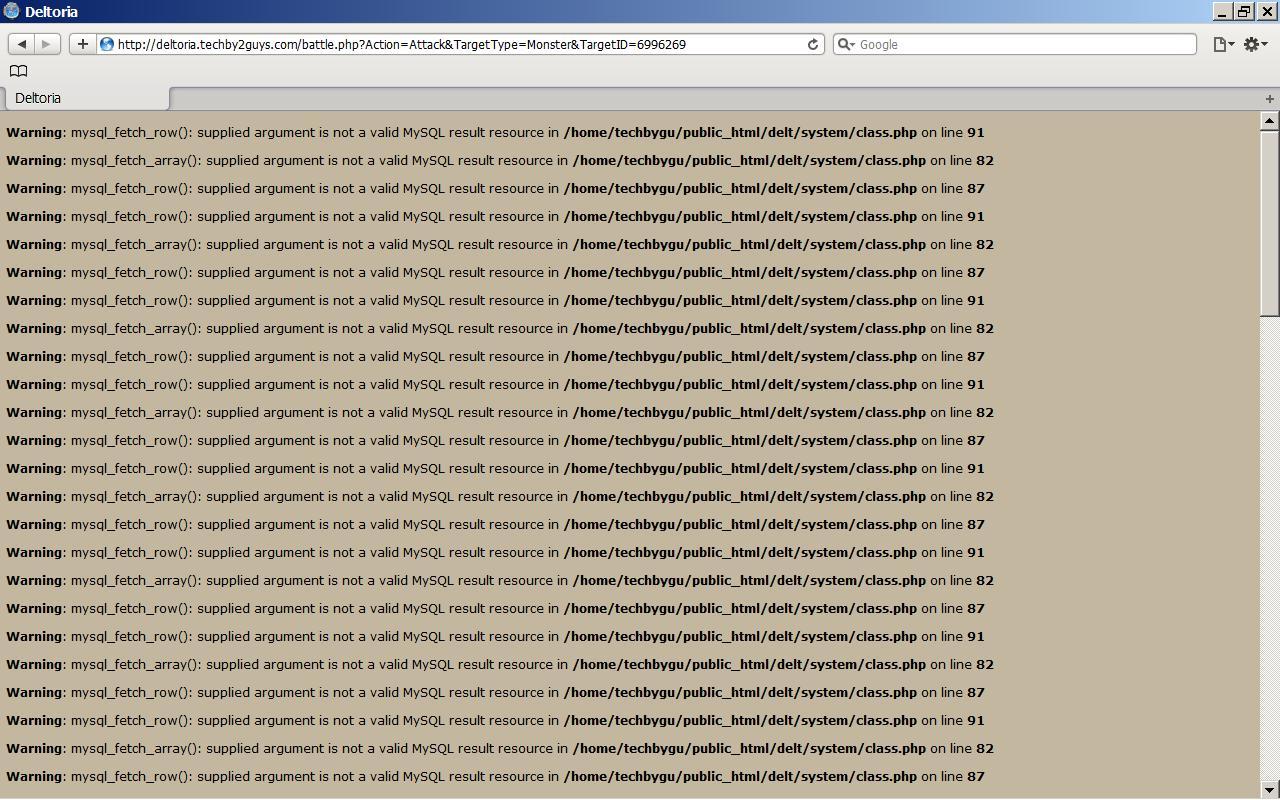 Deltoria
http://deltoria.techby2guys.com/battle.php?Action=Attack&TargetType=Monster&TargetID=6996269
Google
Deltoria
Warning: mysql_fetch_row(): supplied argument is not a valid MySQL result resource in /home/techbygu/public_html/delt/system/class.php on line 91
Warning: mysql_fetch_array(): supplied argument is not a valid MySQL result resource in /home/techbygu/public_html/delt/system/class.php on line 82
Warning: mysql_fetch_row(): supplied argument is not a valid MySQL result resource in /home/techbygu/public_html/delt/system/class.php on line 87
Warning: mysql_fetch_row(): supplied argument is not a valid MySQL result resource in /home/techbygu/public_html/delt/system/class.php on line 91
Warning: mysql_fetch_array(): supplied argument is not a valid MySQL result resource in /home/techbygu/public_html/delt/system/class.php on line 82
Warning: mysql_fetch_row(): supplied argument is not a valid MySQL result resource in /home/techbygu/public_html/delt/system/class.php on line 87
Warning: mysql_fetch_row(): supplied argument is not a valid MySQL result resource in /home/techbygu/public_html/delt/system/class.php on line 91
Warning: mysql_fetch_array(): supplied argument is not a valid MySQL result resource in /home/techbygu/public_html/delt/system/class.php on line 82
Warning: mysql_fetch_row(): supplied argument is not a valid MySQL result resource in /home/techbygu/public_html/delt/system/class.php on line 87
Warning: mysql_fetch_row(): supplied argument is not a valid MySQL result resource in /home/techbygu/public_html/delt/system/class.php on line 91
Warning: mysql_fetch_array(): supplied argument is not a valid MySQL result resource in /home/techbygu/public_html/delt/system/class.php on line 82
Warning: mysql_fetch_row(): supplied argument is not a valid MySQL result resource in /home/techbygu/public_html/delt/system/class.php on line 87
Warning: mysql_fetch_row(): supplied argument is not a valid MySQL result resource in /home/techbygu/public_html/delt/system/class.php on line 91
Warning: mysql_fetch_array(): supplied argument is not a valid MySQL result resource in /home/techbygu/public_html/delt/system/class.php on line 82
Warning: mysql_fetch_row(): supplied argument is not a valid MySQL result resource in /home/techbygu/public_html/delt/system/class.php on line 87
Warning: mysql_fetch_row(): supplied argument is not a valid MySQL result resource in /home/techbygu/public_html/delt/system/class.php on line 91
Warning: mysql_fetch_array(): supplied argument is not a valid MySQL result resource in /home/techbygu/public_html/delt/system/class.php on line 82
Warning: mysql_fetch_row(): supplied argument is not a valid MySQL result resource in /home/techbygu/public_html/delt/system/class.php on line 87
Warning: mysql_fetch_row(): supplied argument is not a valid MySQL result resource in /home/techbygu/public_html/delt/system/class.php on line 91
Warning: mysql_fetch_array(): supplied argument is not a valid MySQL result resource in /home/techbygu/public_html/delt/system/class.php on line 82
Warning: mysql_fetch_row(): supplied argument is not a valid MySQL result resource in /home/techbygu/public_html/delt/system/class.php on line 87
Warning: mysql_fetch_row(): supplied argument is not a valid MySQL result resource in /home/techbygu/public_html/delt/system/class.php on line 91
Warning: mysql_fetch_array(): supplied argument is not a valid MySQL result resource in /home/techbygu/public_html/delt/system/class.php on line 82
Warning: mysql_fetch_row(): supplied argument is not a valid MySQL result resource in /home/techbygu/public_html/delt/system/class.php on line 87